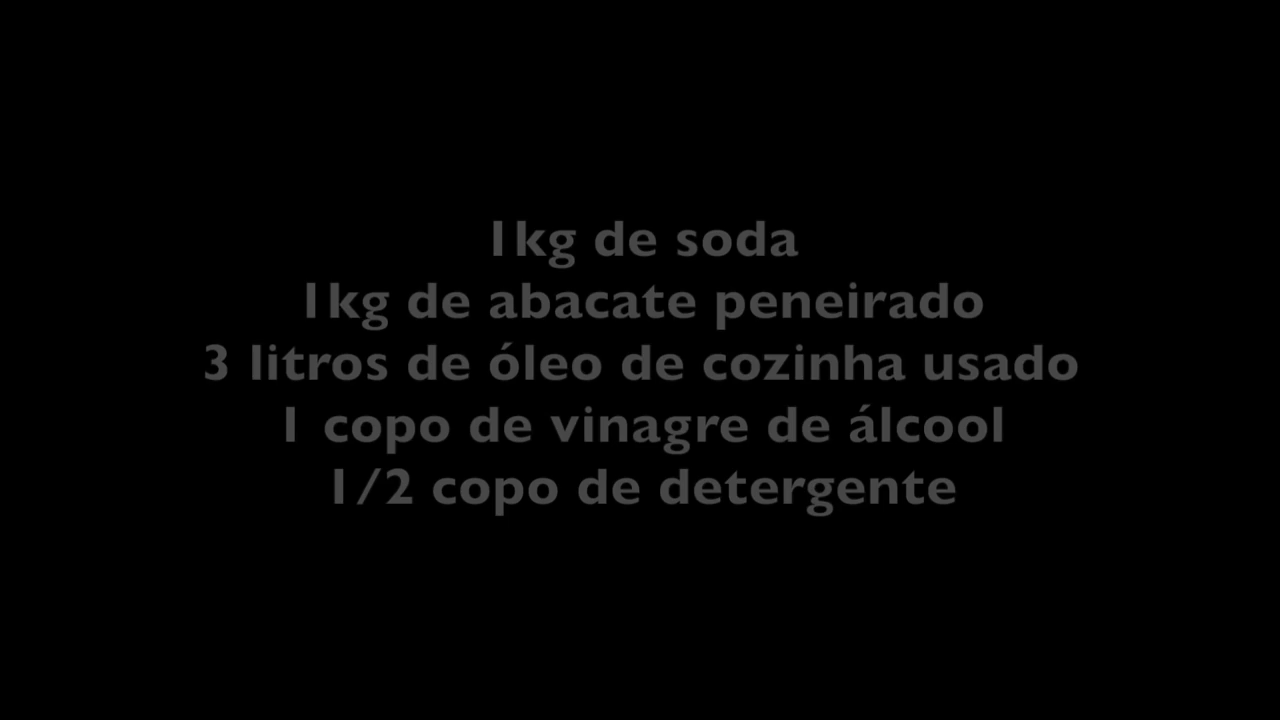 1kg de soda
1kg de abacate peneirado
3 litros de óleo de cozinha usado
1 copo de vinagre de álcool
1/2 copo de detergente